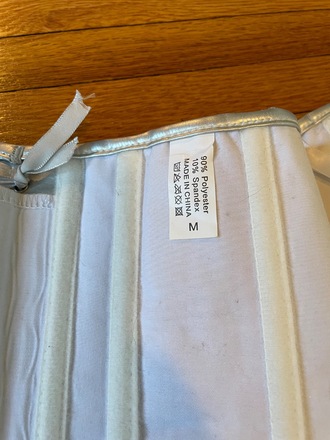 90% Polyester
10% Spandex
MADE IN CHINA
M